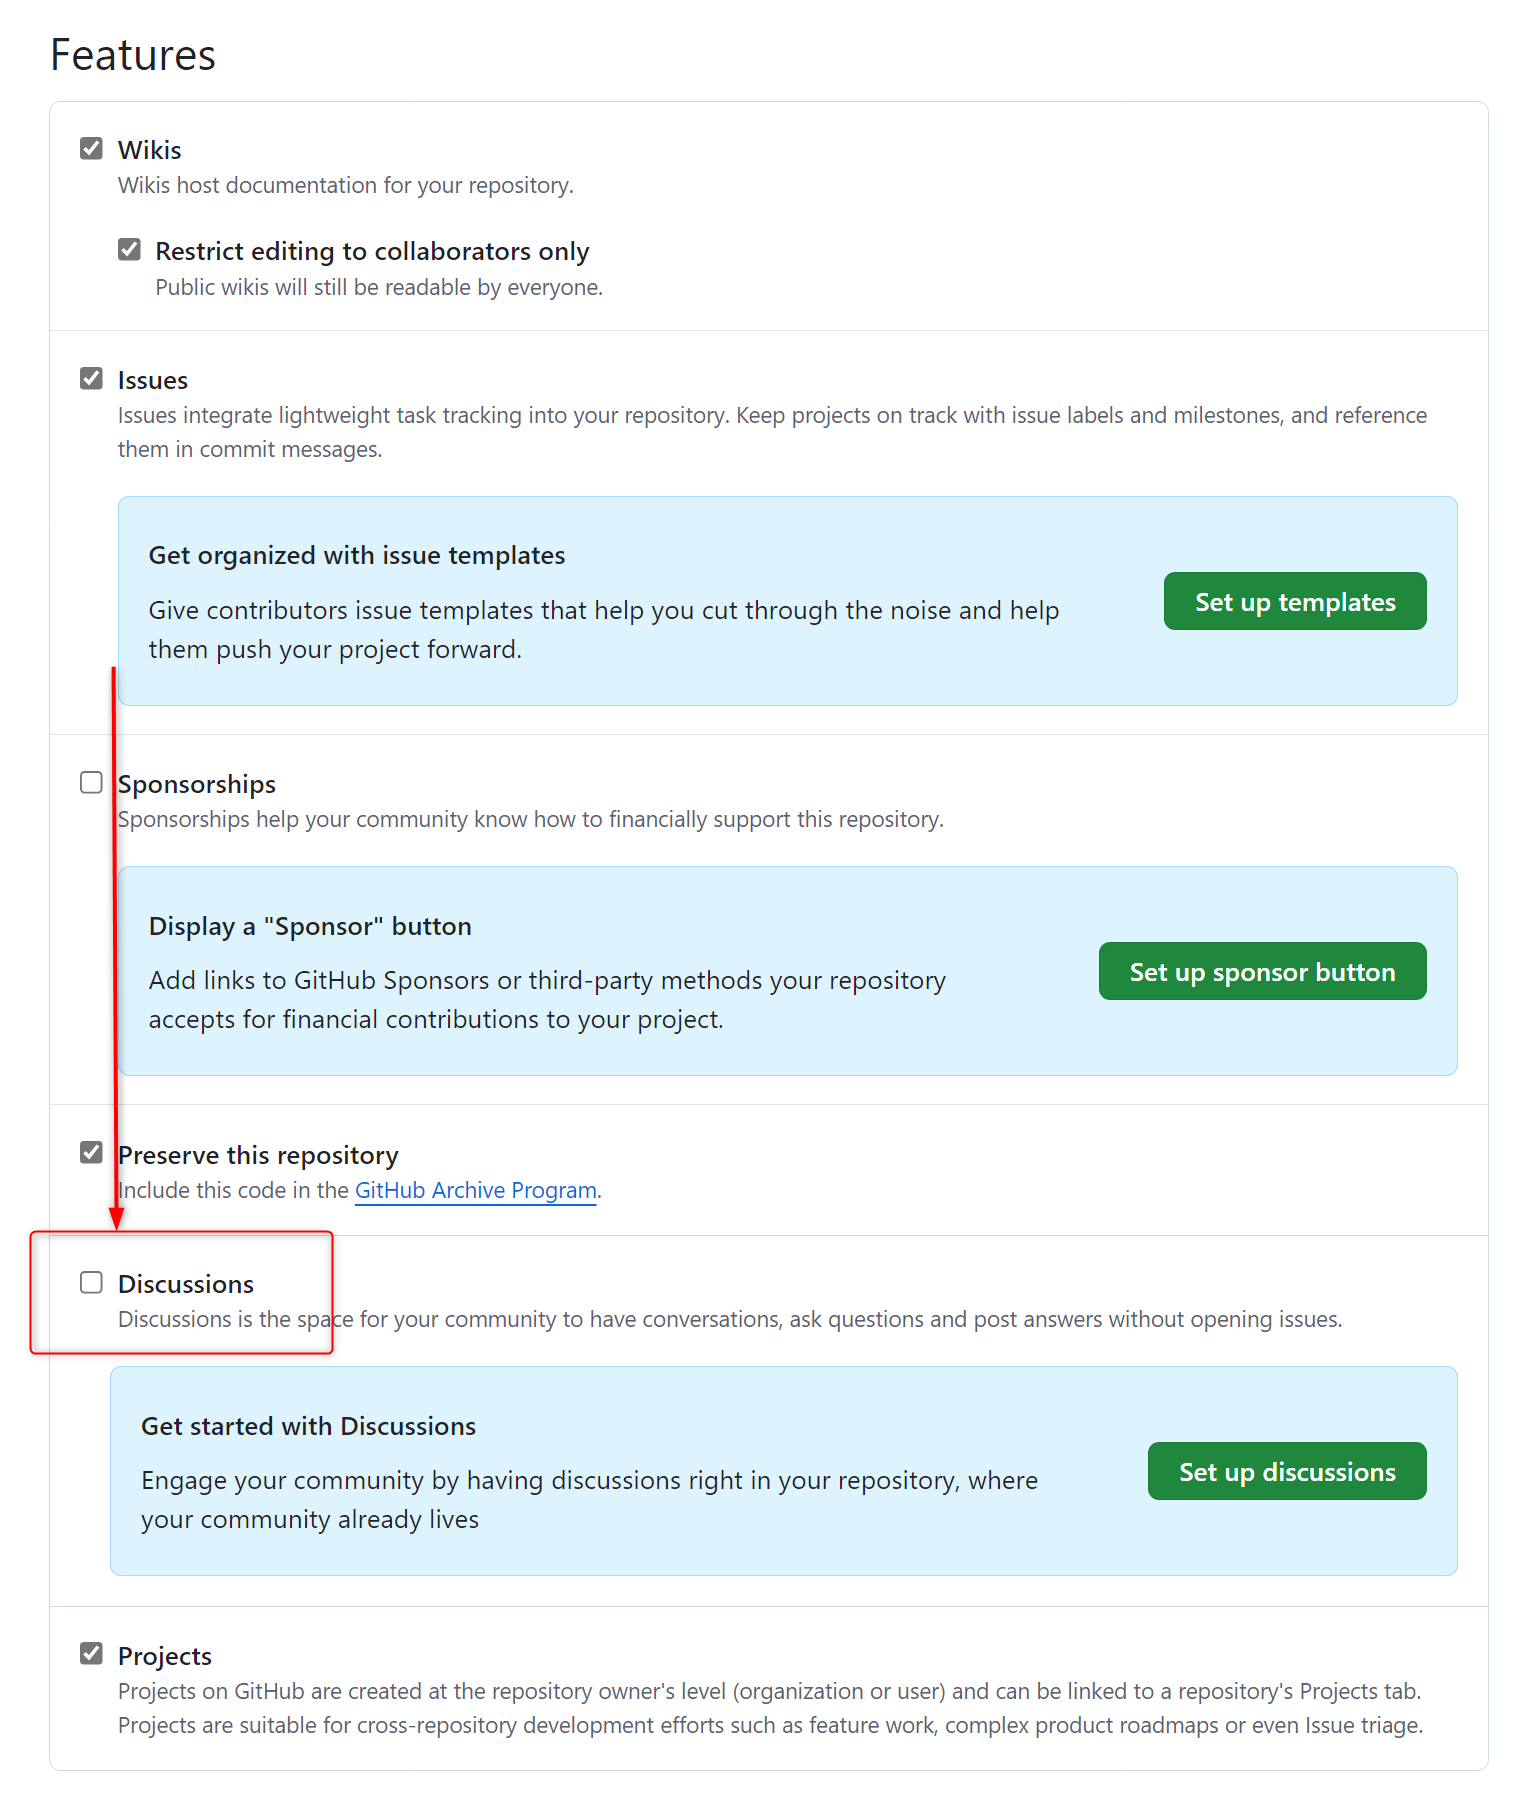 Features
Wikis
Wikis host documentation for your repository.
Restrict editing to collaborators only
Public wikis will still be readable by everyone.
Issues
Issues integrate lightweight task tracking into your repository. Keep projects on track with issue labels and milestones, and reference
them in commit messages.
Get organized with issue templates
Give contributors issue templates that help you cut through the noise and help
them push your project forward.
Set up templates
Sponsorships
Sponsorships help your community know how to financially support this repository.
Display a "Sponsor" button
Add links to GitHub Sponsors or third-party methods your repository
accepts for financial contributions to your project.
Set up sponsor button
Preserve this repository
Include this code in the GitHub Archive Program.
Discussions
Discussions is the space for your community to have conversations, ask questions and post answers without opening issues.
Get started with Discussions
Engage your community by having discussions right in your repository, where
your community already lives
Set up discussions
Projects
Projects on GitHub are created at the repository owner's level (organization or user) and can be linked to a repository's Projects tab.
Projects are suitable for cross-repository development efforts such as feature work, complex product roadmaps or even Issue triage.